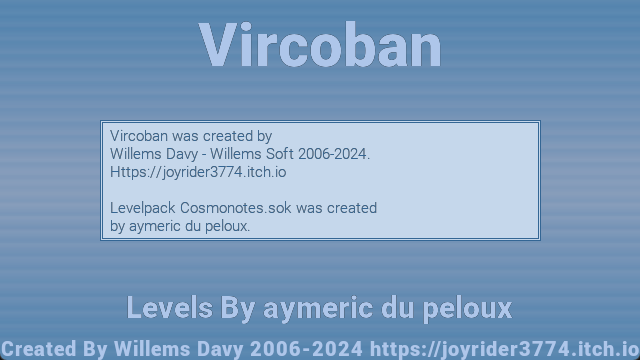 Vircoban
Vircoban was created by
Willems Davy - Willems Soft 2006-2024.
Https://joyrider3774.itch.io
Levelpack Cosmonotes.sok was created
by aymeric du peloux.
Levels By aymeric du peloux
Created By Willems Davy 2006-2024 https://joyrider3774.itch.io